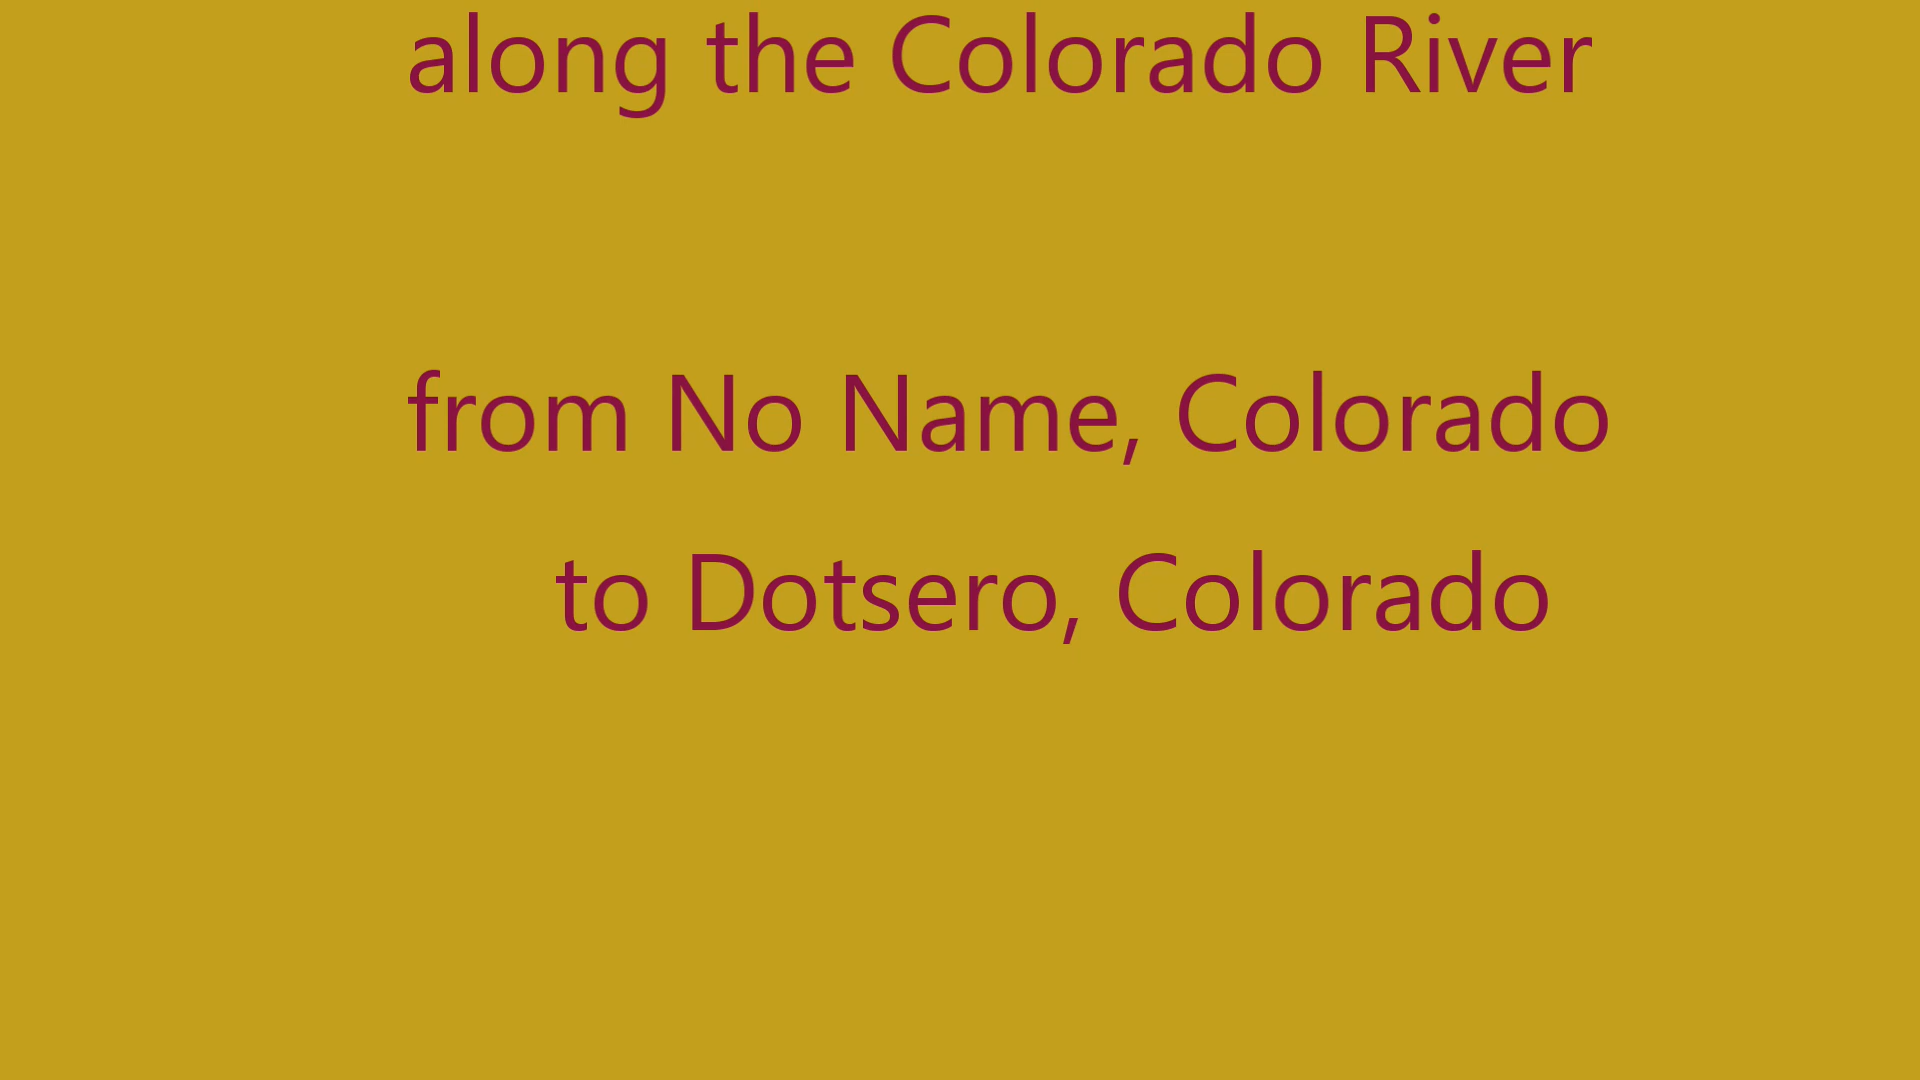 along the Colorado River
from No Name, Colorado
to Dotsero, Colorado